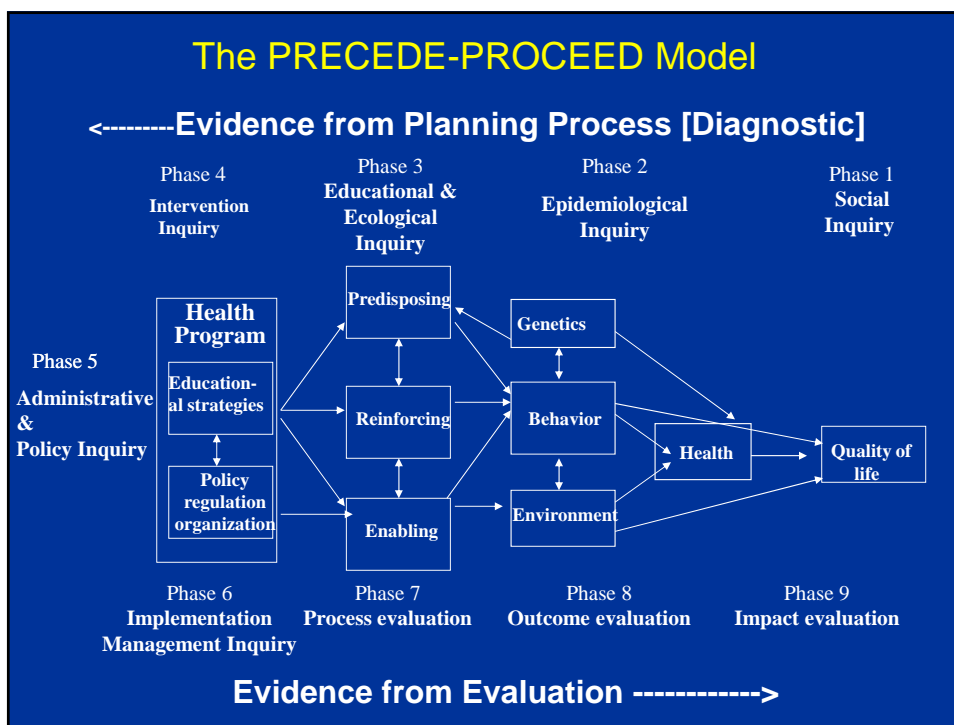 The PRECEDE-PROCEED Model
<---------Evidence from Planning Process [Diagnostic]
Phase 4
Intervention
Inquiry
Phase 3
Educational &
Ecological
Inquiry
Phase 2
Epidemiological
Inquiry
Phase 1
Social
Inquiry
Phase 5
Administrative
&
Policy Inquiry
Health
Program
Education-
al strategies
Policy
regulation
organization
Predisposing
Reinforcing
Enabling
Genetics
Behavior
Environment
Health
Quality of
life
Phase 6
Implementation
Management Inquiry
Phase 7
Process evaluation
Phase 8
Outcome evaluation
Phase 9
Impact evaluation
Evidence from Evaluation ------------>